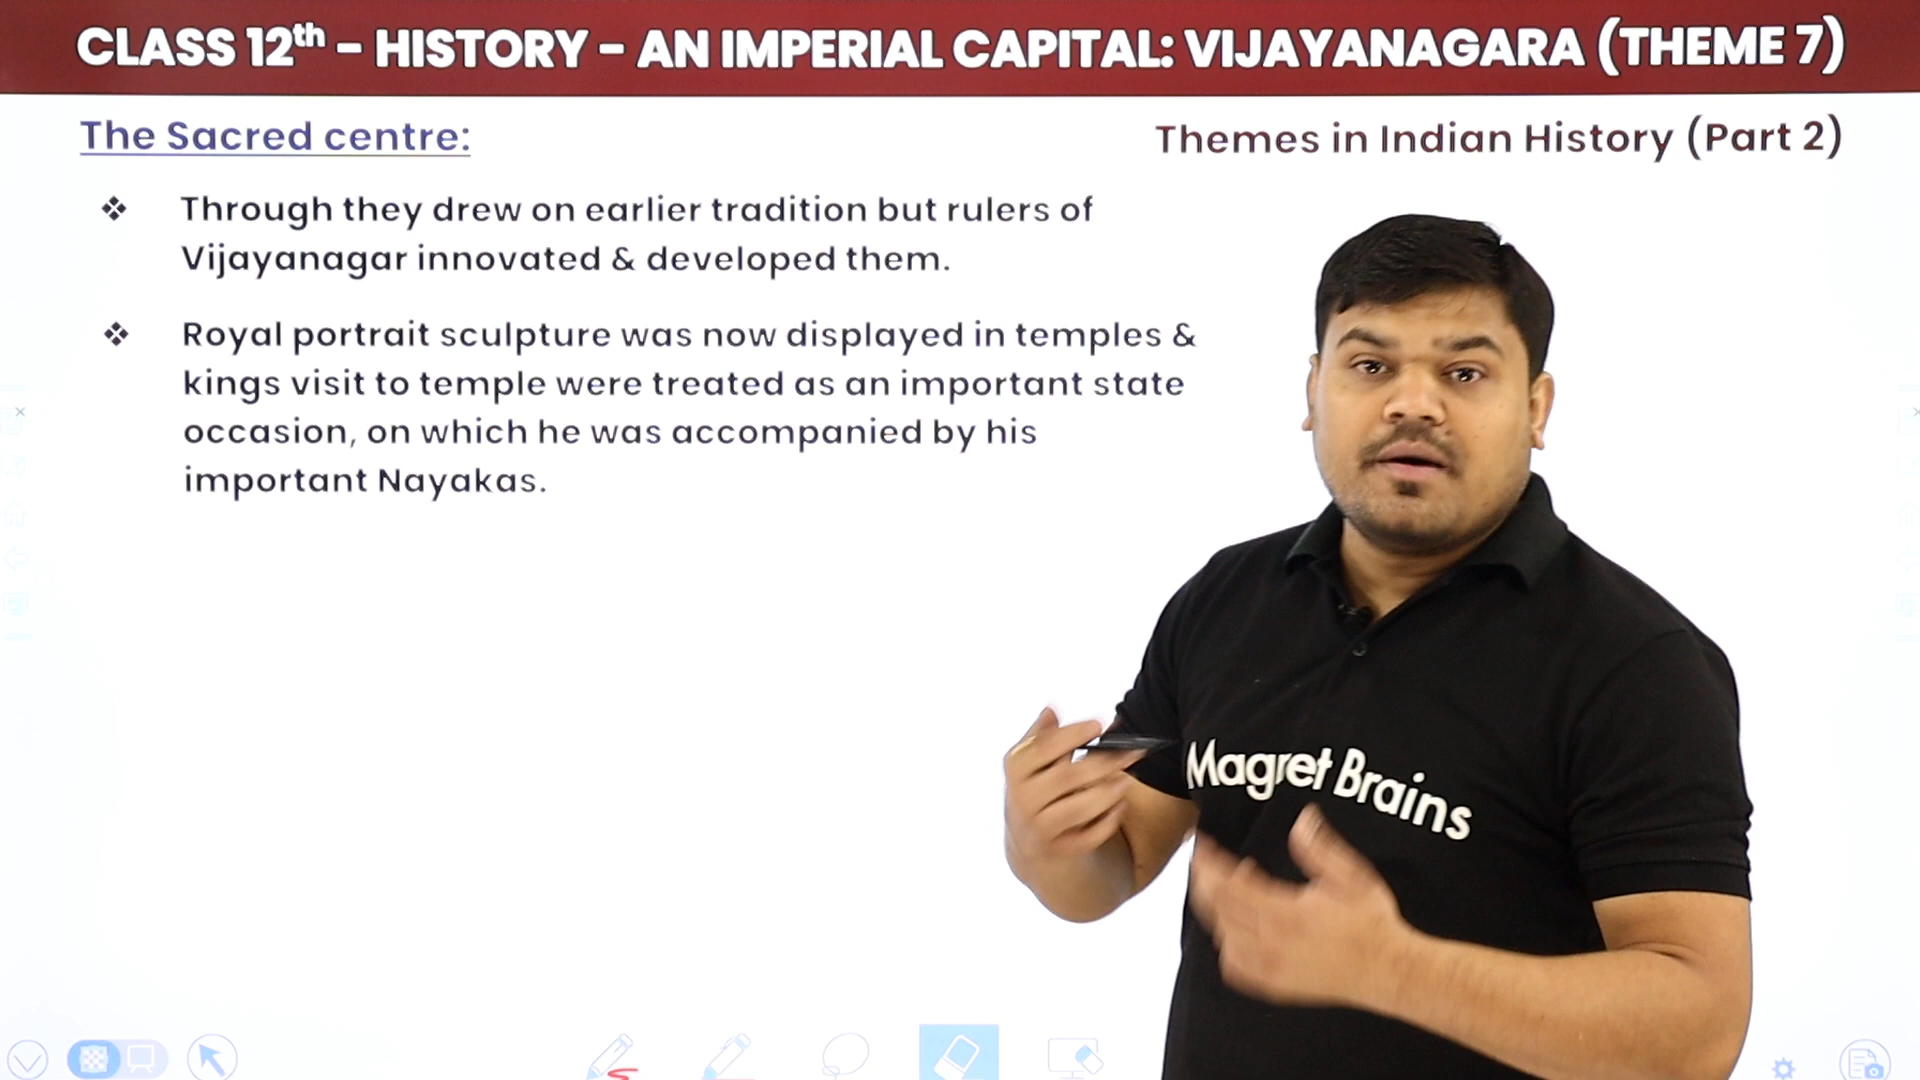 CLASS 12th - HISTORY - AN IMPERIAL CAPITAL: VIJAYANAGARA (THEME 7)
The Sacred centre:
Themes in Indian History (Part 2)
❖ Through they drew on earlier tradition but rulers of
Vijayanagar innovated & developed them.
❖ Royal portrait sculpture was now displayed in temples &
kings visit to temple were treated as an important state
occasion, on which he was accompanied by his
important Nayakas.
Magnet Brains